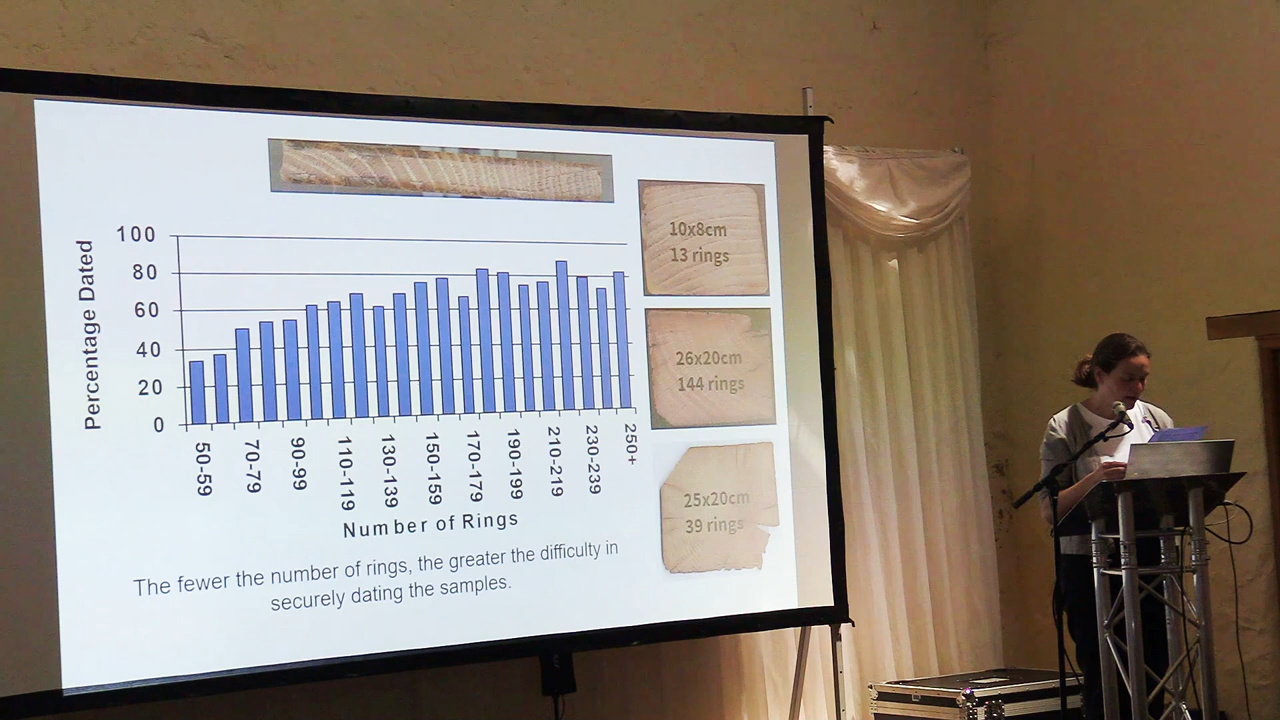 Percentage Dated
100
80
60
40
20
0
50-59
70-79
90-99
110-119
130-139
150-159
170-179
190-199
210-219
230-239
250+
Number of Rings
The fewer the number of rings, the greater the difficulty in
securely dating the samples.
10x8cm
13 rings
26x20cm
144 rings
25x20cm
39 rings